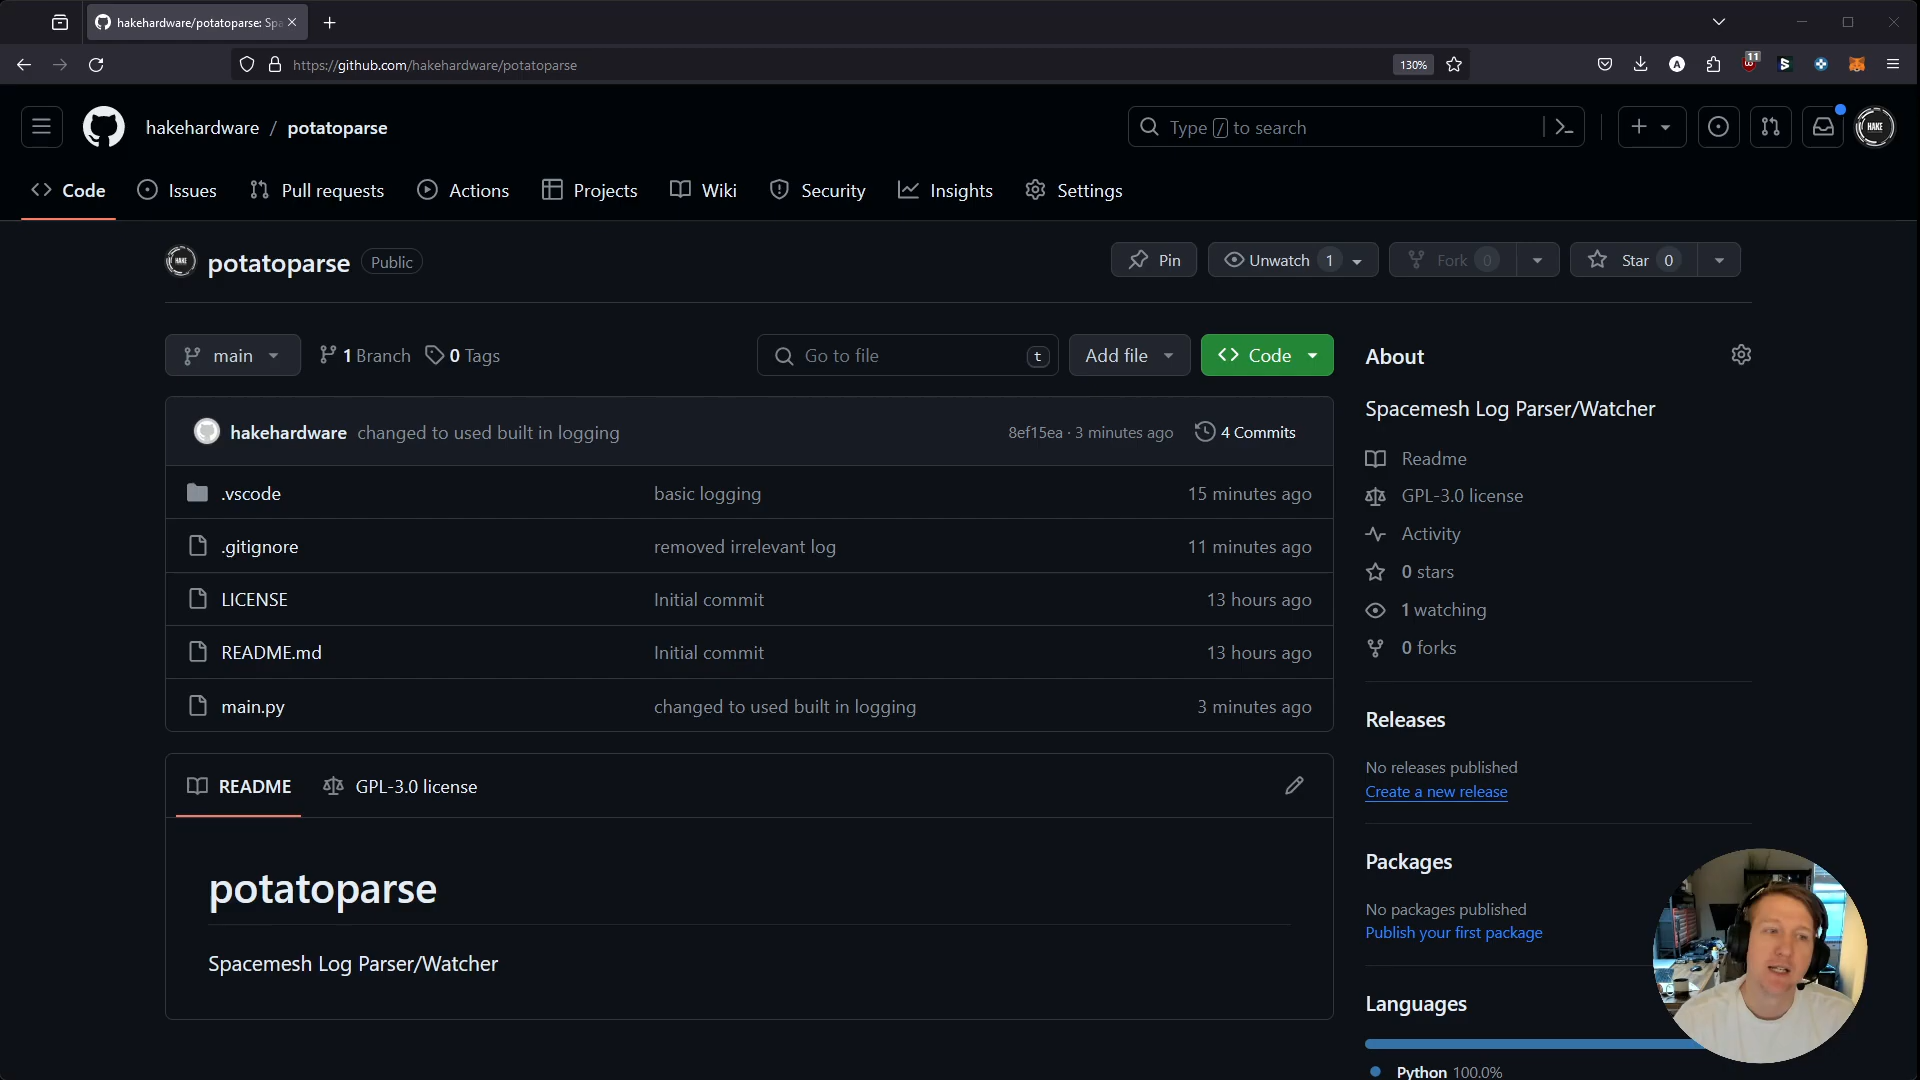 hakehardware/potatoparse: Spa
https://github.com/hakehardware/potatoparse
130%
11
hakehardware / potatoparse
Type / to search
HAKE
Code
Issues
Pull requests
Actions
Projects
Wiki
Security
Insights
Settings
HAKE
potatoparse
Public
Pin
Unwatch 1
Fork 0
Star 0
main
1 Branch
0 Tags
Go to file
t
Add file
Code
About
Spacemesh Log Parser/Watcher
hakehardware changed to used built in logging
8ef15ea · 3 minutes ago
4 Commits
.vscode
basic logging
15 minutes ago
.gitignore
removed irrelevant log
11 minutes ago
LICENSE
Initial commit
13 hours ago
README.md
Initial commit
13 hours ago
main.py
changed to used built in logging
3 minutes ago
Readme
GPL-3.0 license
Activity
0 stars
1 watching
0 forks
Releases
No releases published
Create a new release
README
GPL-3.0 license
potatoparse
Spacemesh Log Parser/Watcher
Packages
No packages published
Publish your first package
Languages
Python 100.0%